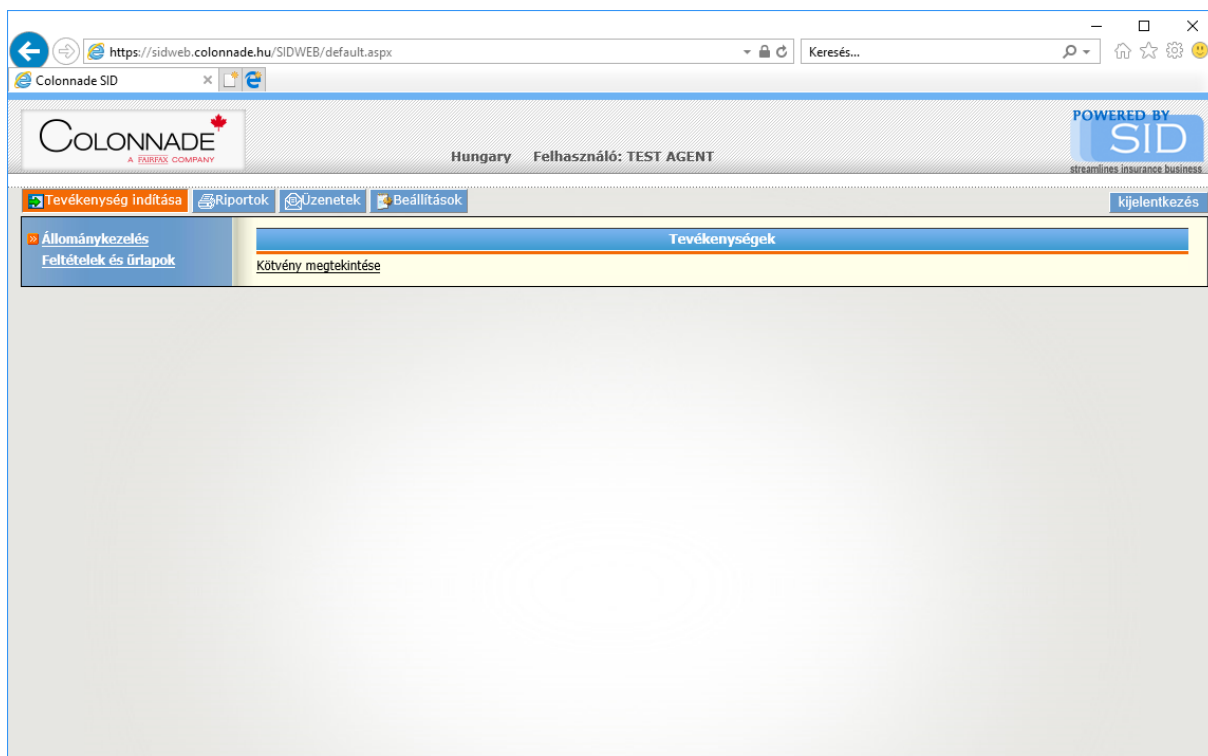 https://sidweb.colonnade.hu/SIDWEB/default.aspx
Keresés...
Colonnade SID
COLONNADE
A FAIRFAX COMPANY
Hungary Felhasználó: TEST AGENT
POWERED BY
SID
streamlines insurance business
Tevékenység indítása Riportok Üzenetek Beállítások kijelentkezés
Állománykezelés
Feltételek és űrlapok
Tevékenységek
Kötvény megtekintése